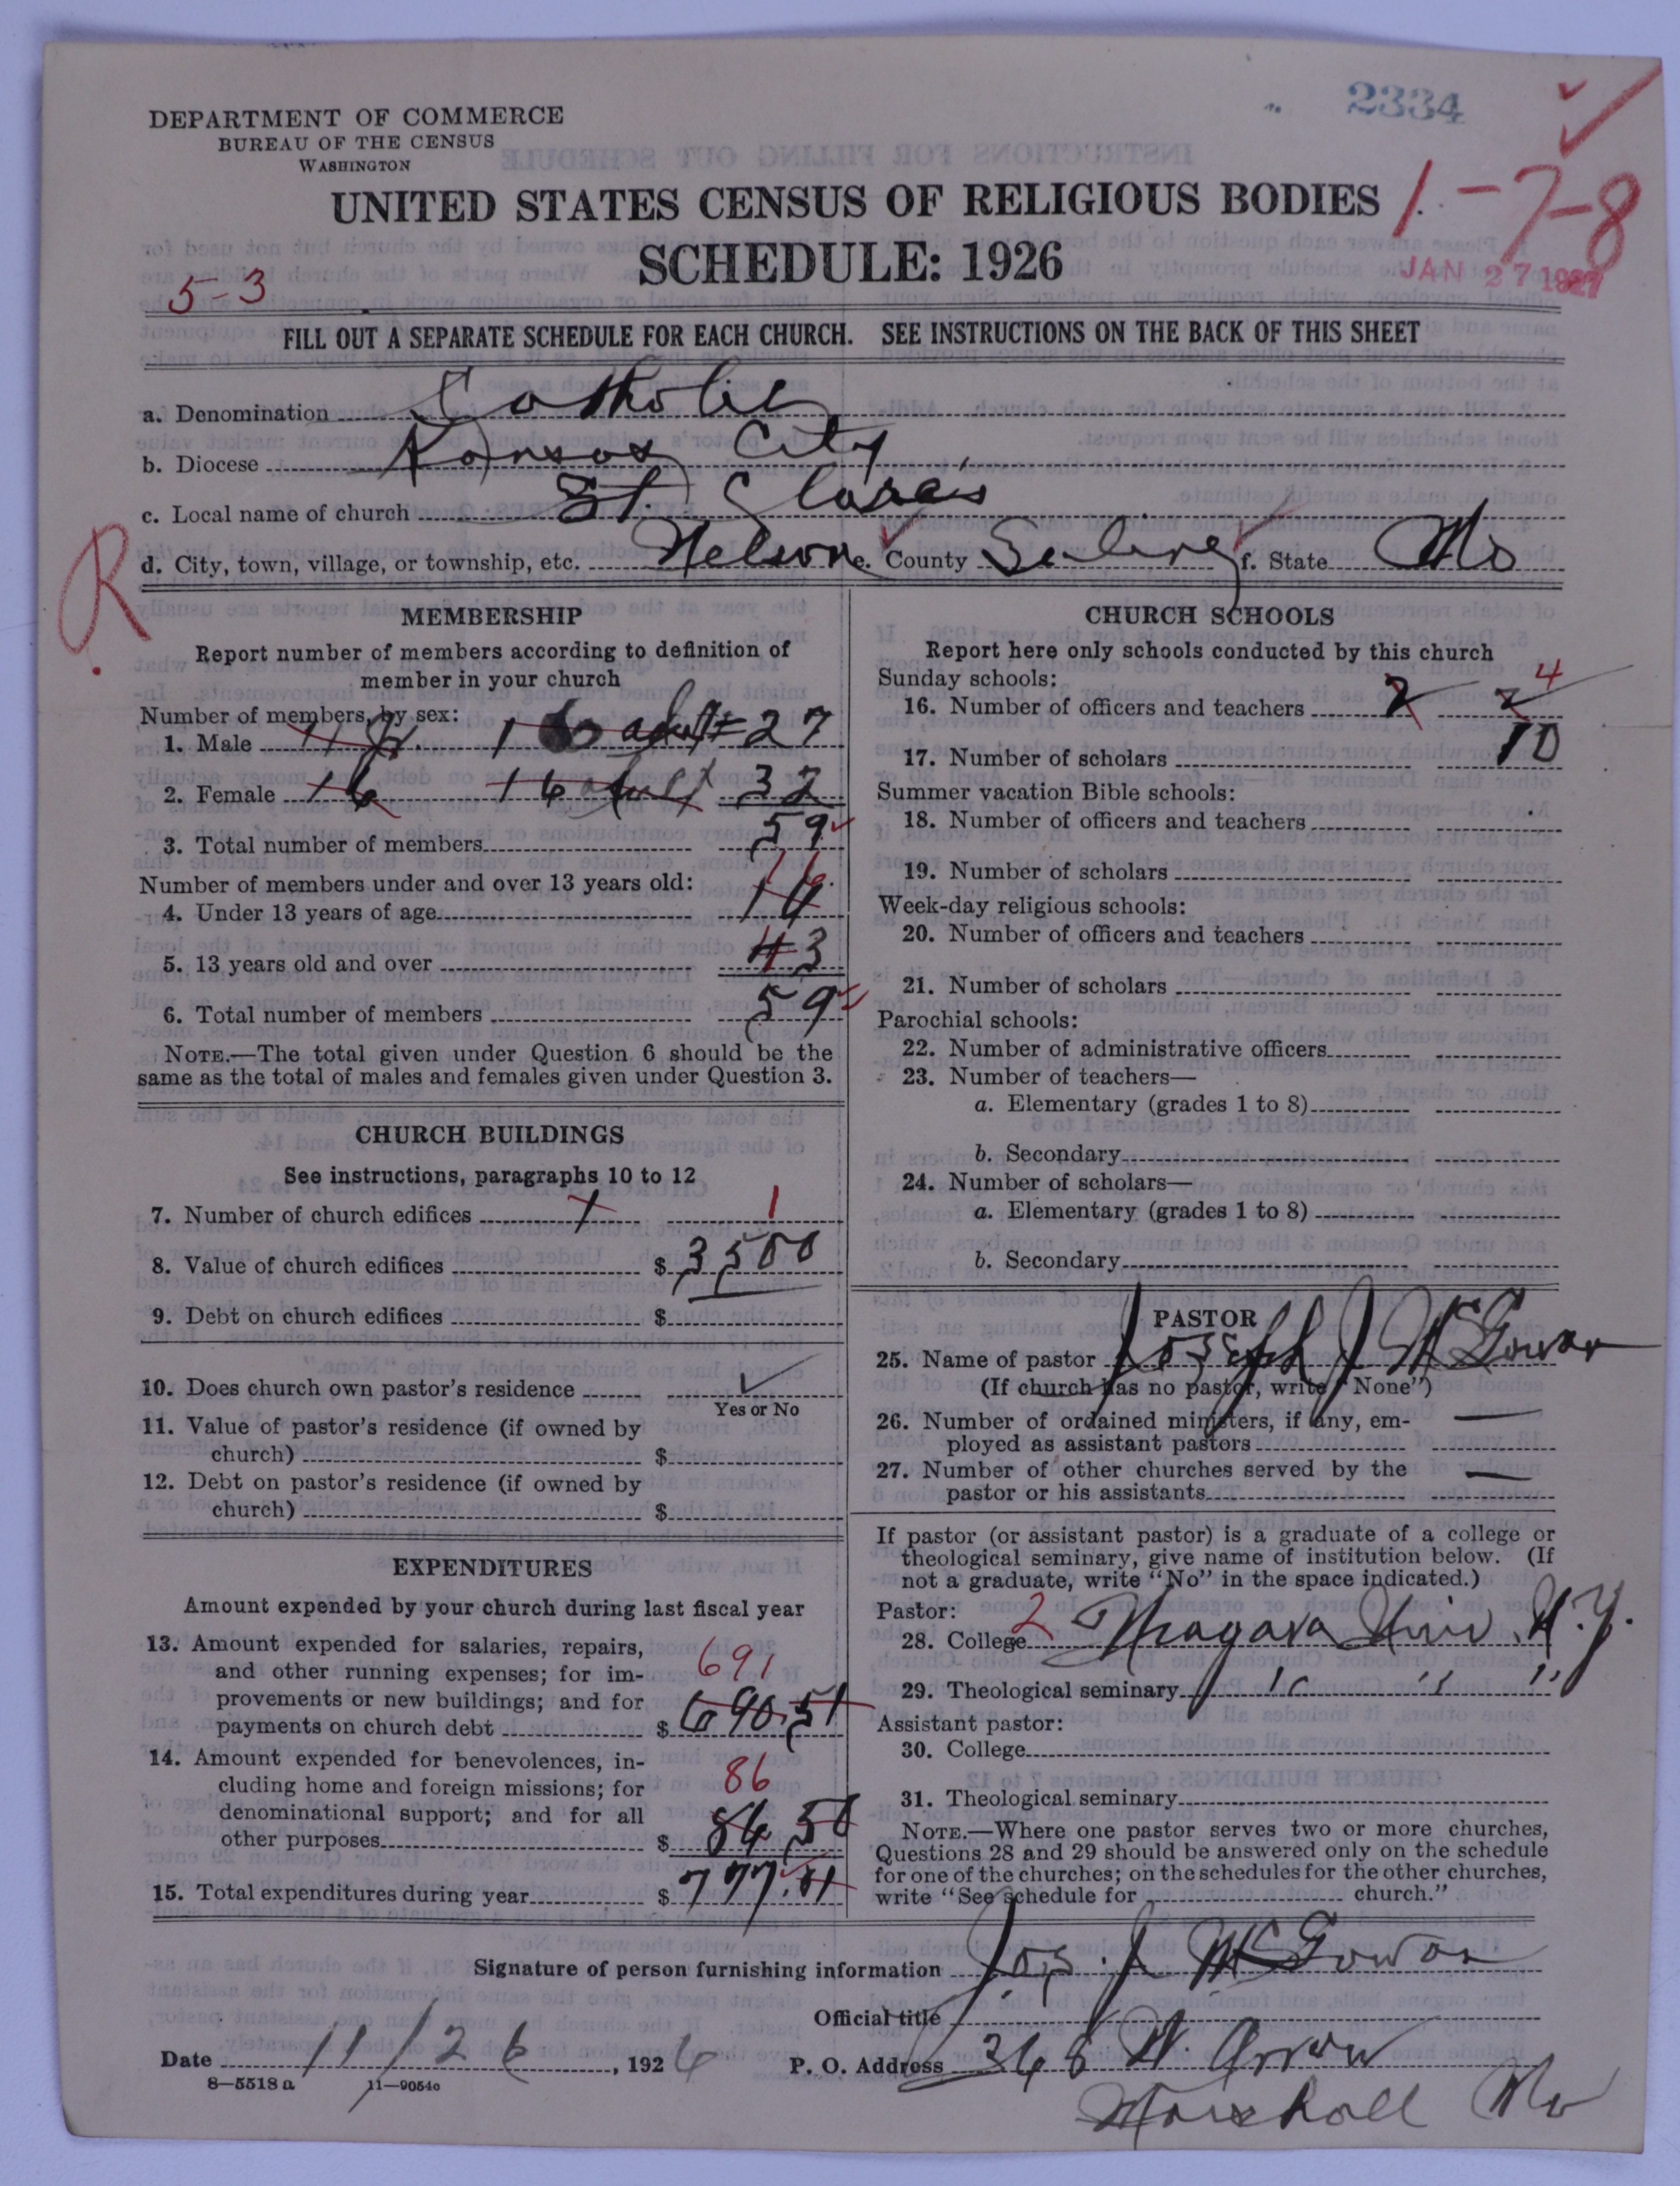 2334
DEPARTMENT OF COMMERCE
BUREAU OF THE CENSUS
WASHINGTON
UNITED STATES CENSUS OF RELIGIOUS BODIES
1-7-8
SCHEDULE: 1926
JAN 27 1927
5-3
FILL OUT A SEPARATE SCHEDULE FOR EACH CHURCH. SEE INSTRUCTIONS ON THE BACK OF THIS SHEET
a. Denomination Catholic
b. Diocese Kansas City
c. Local name of church St Clara's
R.
d. City, town, village, or township, etc. Nelson e. County Saline f. State Mo
MEMBERSHIP
Report number of members according to definition of
member in your church
Number of members, by sex:
1. Male 11 adult = 27
2. Female 16 16 adult 32
3. Total number of members 59
Number of members under and over 13 years old:
16
4. Under 13 years of age
5. 13 years old and over 43
6. Total number of members 59
NOTE.—The total given under Question 6 should be the
same as the total of males and females given under Question 3.
CHURCH BUILDINGS
See instructions, paragraphs 10 to 12
7. Number of church edifices 1 1
8. Value of church edifices $ 3500
9. Debt on church edifices $
10. Does church own pastor's residence ✓
Yes or No
11. Value of pastor's residence (if owned by
church) $
12. Debt on pastor's residence (if owned by
church) $
EXPENDITURES
Amount expended by your church during last fiscal year
13. Amount expended for salaries, repairs,
and other running expenses; for im- 691
provements or new buildings; and for
payments on church debt $ 690.51
14. Amount expended for benevolences, in-
cluding home and foreign missions; for 86
denominational support; and for all
other purposes $ 86.50
15. Total expenditures during year $ 777.01
CHURCH SCHOOLS
Report here only schools conducted by this church
Sunday schools: 4
16. Number of officers and teachers 2 2
17. Number of scholars 10
Summer vacation Bible schools:
18. Number of officers and teachers
19. Number of scholars
Week-day religious schools:
20. Number of officers and teachers
21. Number of scholars
Parochial schools:
22. Number of administrative officers
23. Number of teachers—
a. Elementary (grades 1 to 8)
b. Secondary
24. Number of scholars—
a. Elementary (grades 1 to 8)
b. Secondary
PASTOR
25. Name of pastor Joseph J McGowan
(If church has no pastor, write "None")
26. Number of ordained ministers, if any, em-
ployed as assistant pastors —
27. Number of other churches served by the
pastor or his assistants —
If pastor (or assistant pastor) is a graduate of a college or
theological seminary, give name of institution below. (If
not a graduate, write "No" in the space indicated.)
Pastor:
28. College 2 Niagara Univ. N.Y.
29. Theological seminary " " "
Assistant pastor:
30. College
31. Theological seminary
NOTE.—Where one pastor serves two or more churches,
Questions 28 and 29 should be answered only on the schedule
for one of the churches; on the schedules for the other churches,
write "See schedule for church."
Signature of person furnishing information Jos. J McGowan
Official title
Date 11/26, 1926 P. O. Address 368 W. Arrow
8-5518 a 11-9054o
Marshall Mo